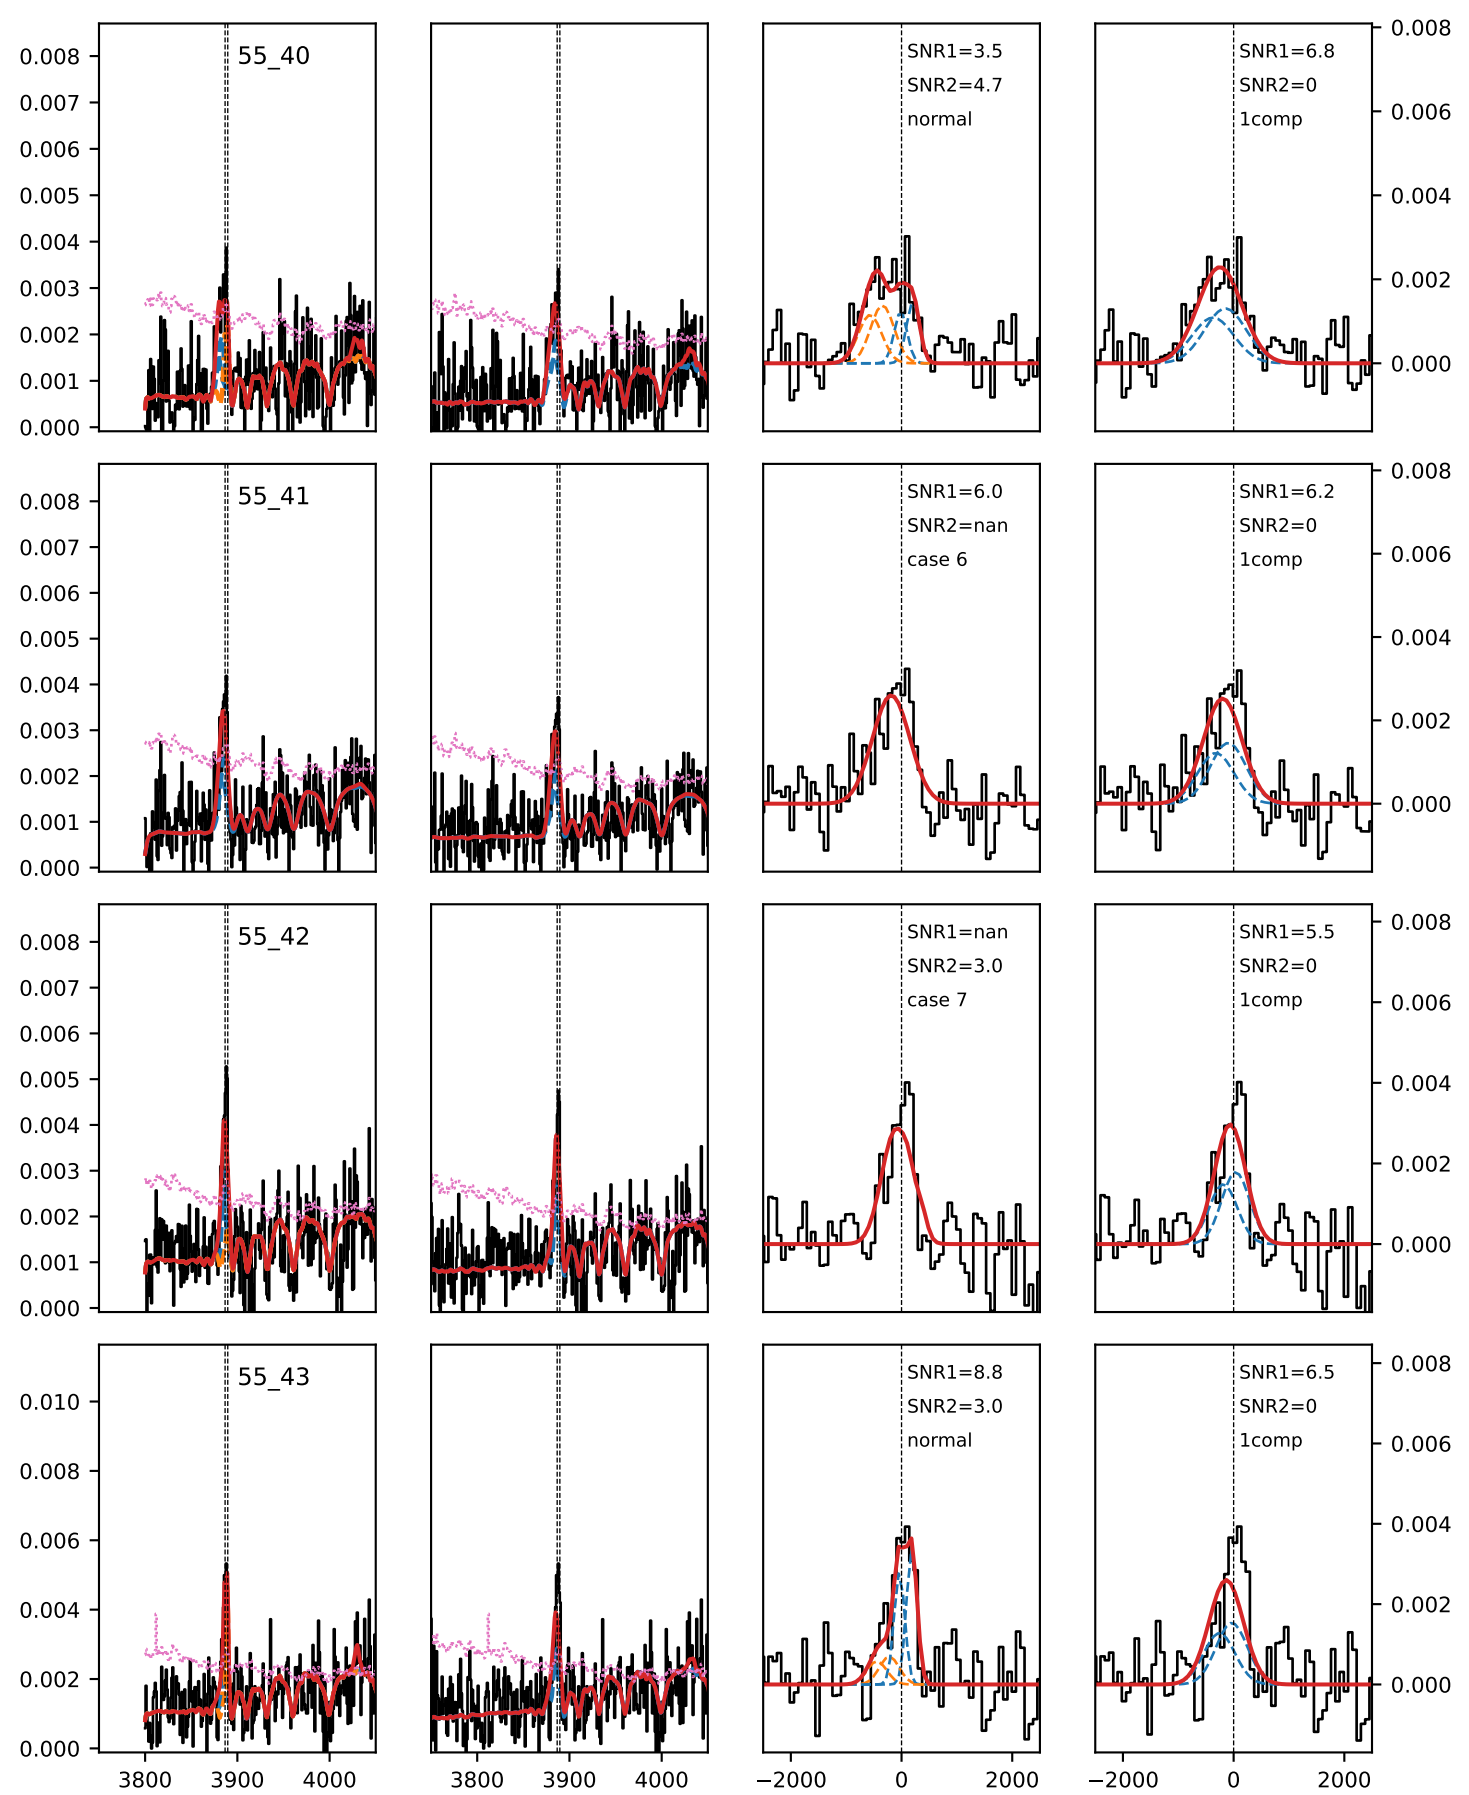 55_40
0.008
0.007
0.006
0.005
0.004
0.003
0.002
0.001
0.000
SNR1=3.5
SNR2=4.7
normal
SNR1=6.8
SNR2=0
1comp
0.008
0.006
0.004
0.002
0.000
55_41
0.008
0.007
0.006
0.005
0.004
0.003
0.002
0.001
0.000
SNR1=6.0
SNR2=nan
case 6
SNR1=6.2
SNR2=0
1comp
0.008
0.006
0.004
0.002
0.000
55_42
0.008
0.007
0.006
0.005
0.004
0.003
0.002
0.001
0.000
SNR1=nan
SNR2=3.0
case 7
SNR1=5.5
SNR2=0
1comp
0.008
0.006
0.004
0.002
0.000
55_43
0.010
0.008
0.006
0.004
0.002
0.000
SNR1=8.8
SNR2=3.0
normal
SNR1=6.5
SNR2=0
1comp
0.008
0.006
0.004
0.002
0.000
3800 3900 4000
3800 3900 4000
−2000 0 2000
−2000 0 2000